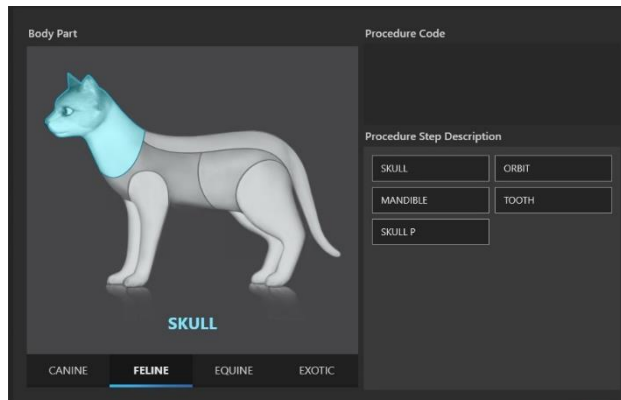 Body Part
SKULL
CANINE FELINE EQUINE EXOTIC
Procedure Code
Procedure Step Description
SKULL ORBIT
MANDIBLE TOOTH
SKULL P